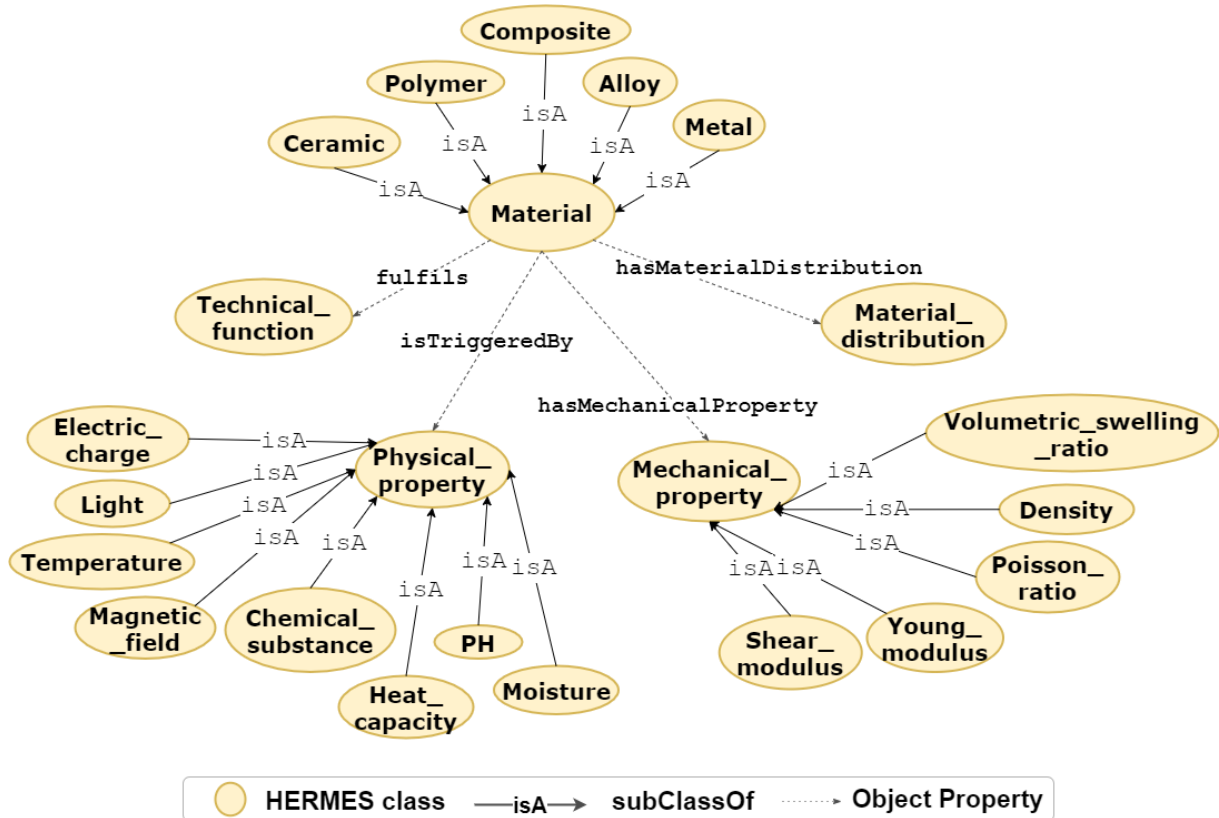 Composite
Polymer
Alloy
Metal
Ceramic
isA
isA
isA
isA
isA
Material
fulfils
hasMaterialDistribution
Technical_
function
Material_
distribution
isTriggeredBy
hasMechanicalProperty
Electric_
charge
isA
Light
isA
Temperature
isA
Magnetic
_field
isA
Physical_
property
Chemical_
substance
isA
Heat_
capacity
isA
PH
isA
Moisture
isA
Mechanical_
property
Volumetric_swelling
_ratio
isA
Density
isA
Poisson_
ratio
isA
Shear_
modulus
isA
Young_
modulus
isA
HERMES class
isA
subClassOf
Object Property